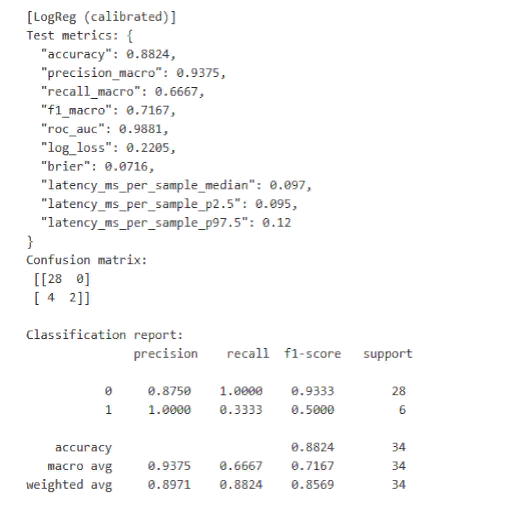 [LogReg (calibrated)]
Test metrics: {
  "accuracy": 0.8824,
  "precision_macro": 0.9375,
  "recall_macro": 0.6667,
  "f1_macro": 0.7167,
  "roc_auc": 0.9881,
  "log_loss": 0.2205,
  "brier": 0.0716,
  "latency_ms_per_sample_median": 0.097,
  "latency_ms_per_sample_p2.5": 0.095,
  "latency_ms_per_sample_p97.5": 0.12
}
Confusion matrix:
 [[28  0]
 [ 4  2]]
Classification report:
              precision    recall  f1-score   support
           0     0.8750    1.0000    0.9333        28
           1     1.0000    0.3333    0.5000         6
    accuracy                         0.8824        34
   macro avg     0.9375    0.6667    0.7167        34
weighted avg     0.8971    0.8824    0.8569        34